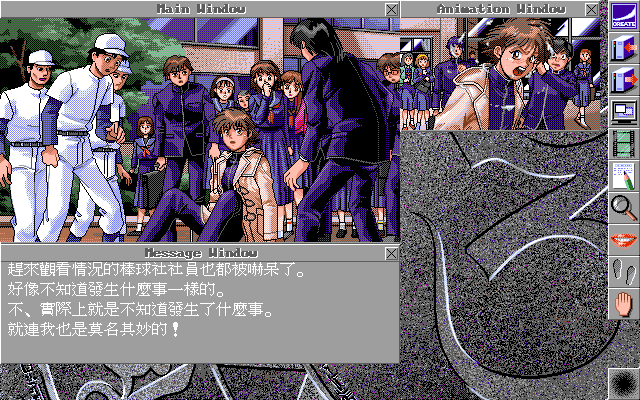 Main Window
Animation Window
CREATE
Message Window
趕來觀看情況的棒球社社員也都被嚇呆了。
好像不知道發生什麼事一樣的。
不、實際上就是不知道發生了什麼事。
就連我也是莫名其妙的！